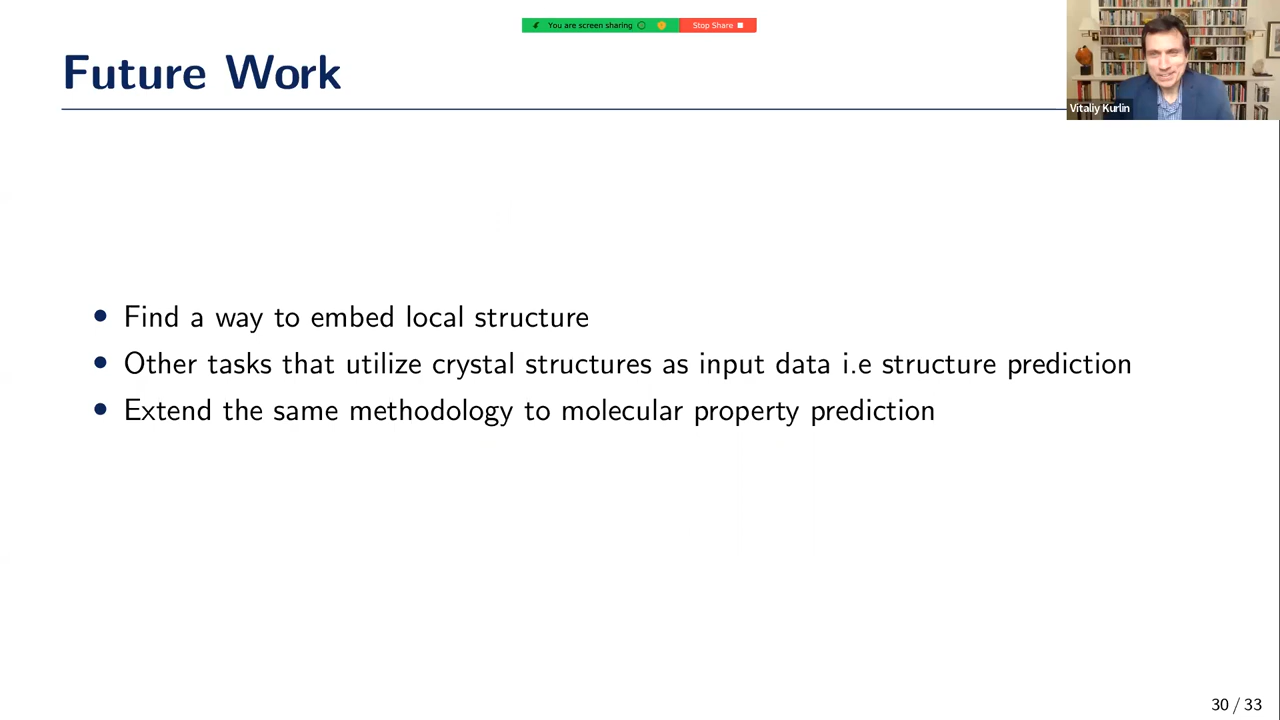 You are screen sharing
Stop Share
Future Work
Vitaliy Kurlin
• Find a way to embed local structure
• Other tasks that utilize crystal structures as input data i.e structure prediction
• Extend the same methodology to molecular property prediction
30 / 33